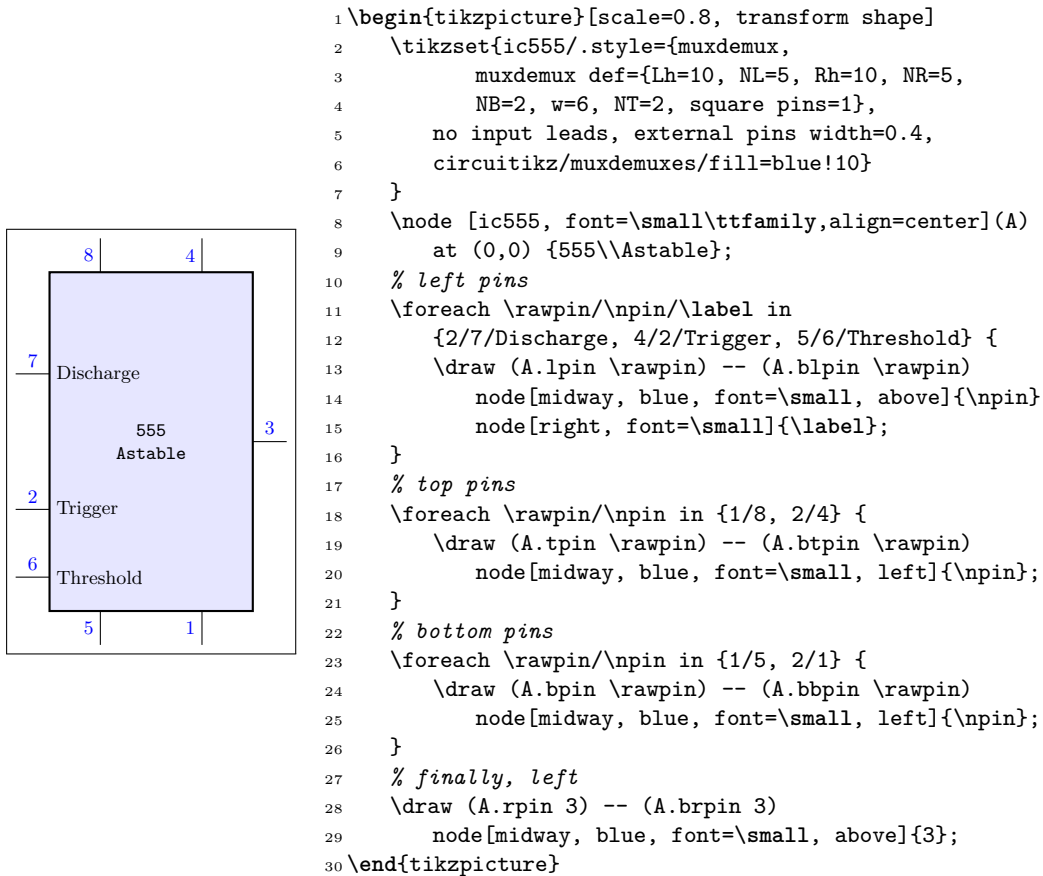 8 4
7
Discharge
555
Astable
3
2
Trigger
6
Threshold
5 1
1 \begin{tikzpicture}[scale=0.8, transform shape]
2 \tikzset{ic555/.style={muxdemux,
3 muxdemux def={Lh=10, NL=5, Rh=10, NR=5,
4 NB=2, w=6, NT=2, square pins=1},
5 no input leads, external pins width=0.4,
6 circuitikz/muxdemuxes/fill=blue!10}
7 }
8 \node [ic555, font=\small\ttfamily,align=center](A)
9 at (0,0) {555\\Astable};
10 % left pins
11 \foreach \rawpin/\npin/\label in
12 {2/7/Discharge, 4/2/Trigger, 5/6/Threshold} {
13 \draw (A.lpin \rawpin) -- (A.blpin \rawpin)
14 node[midway, blue, font=\small, above]{\npin}
15 node[right, font=\small]{\label};
16 }
17 % top pins
18 \foreach \rawpin/\npin in {1/8, 2/4} {
19 \draw (A.tpin \rawpin) -- (A.btpin \rawpin)
20 node[midway, blue, font=\small, left]{\npin};
21 }
22 % bottom pins
23 \foreach \rawpin/\npin in {1/5, 2/1} {
24 \draw (A.bpin \rawpin) -- (A.bbpin \rawpin)
25 node[midway, blue, font=\small, left]{\npin};
26 }
27 % finally, left
28 \draw (A.rpin 3) -- (A.brpin 3)
29 node[midway, blue, font=\small, above]{3};
30 \end{tikzpicture}